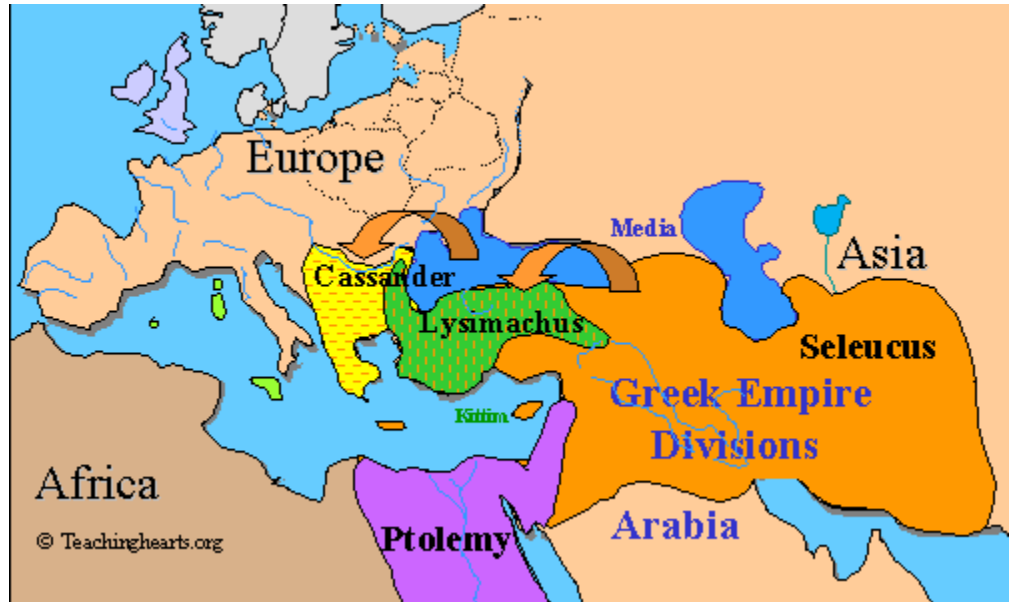 Europe
Media
Asia
Cassander
Lysimachus
Seleucus
Greek Empire
Divisions
Kittim
Africa
Ptolemy
Arabia
© Teachinghearts.org